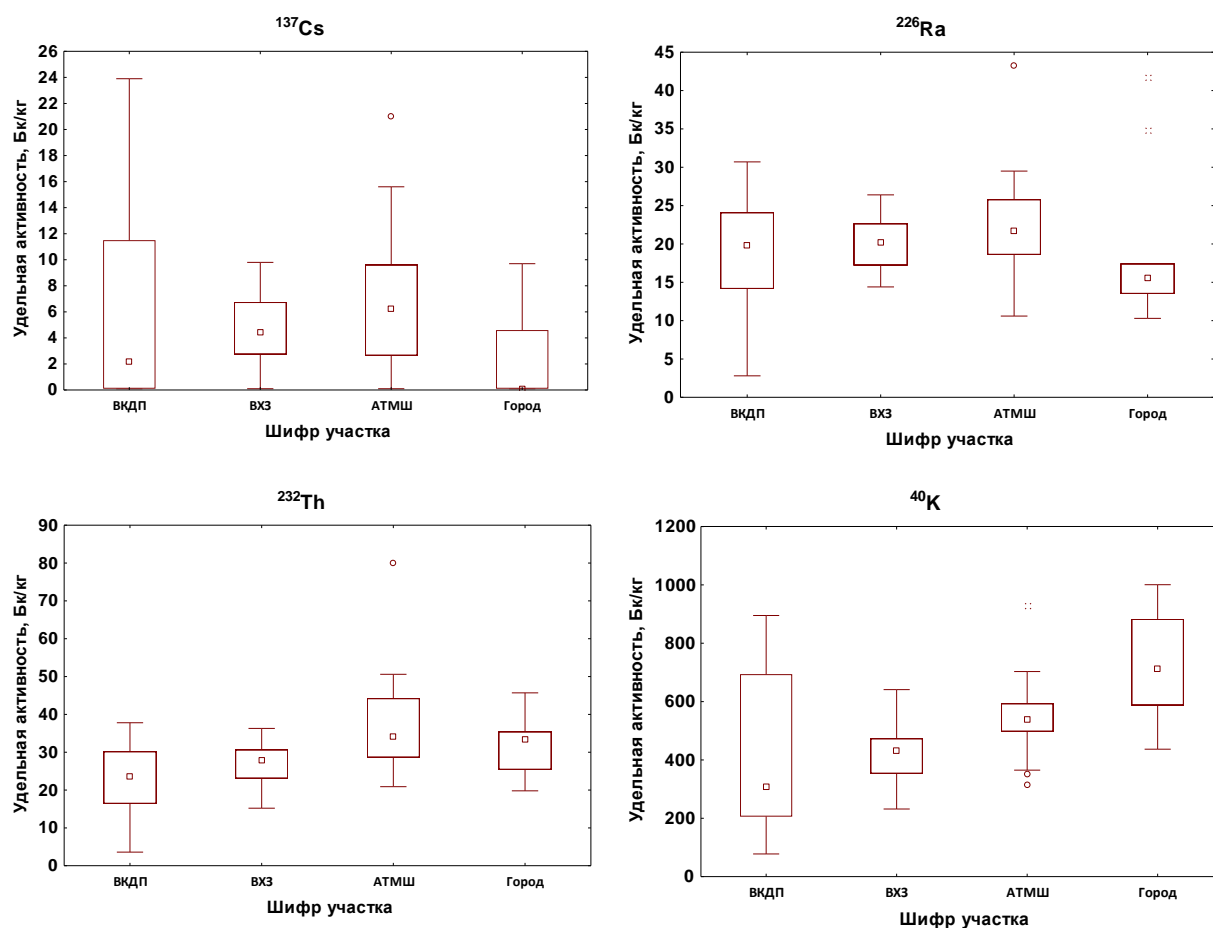 ¹³⁷Cs
Удельная активность, Бк/кг
26
24
22
20
18
16
14
12
10
8
6
4
2
0
ВКДП ВХЗ АТМШ Город
Шифр участка
²²⁶Ra
Удельная активность, Бк/кг
45
40
35
30
25
20
15
10
5
0
ВКДП ВХЗ АТМШ Город
Шифр участка
²³²Th
Удельная активность, Бк/кг
90
80
70
60
50
40
30
20
10
0
ВКДП ВХЗ АТМШ Город
Шифр участка
⁴⁰K
Удельная активность, Бк/кг
1200
1000
800
600
400
200
0
ВКДП ВХЗ АТМШ Город
Шифр участка